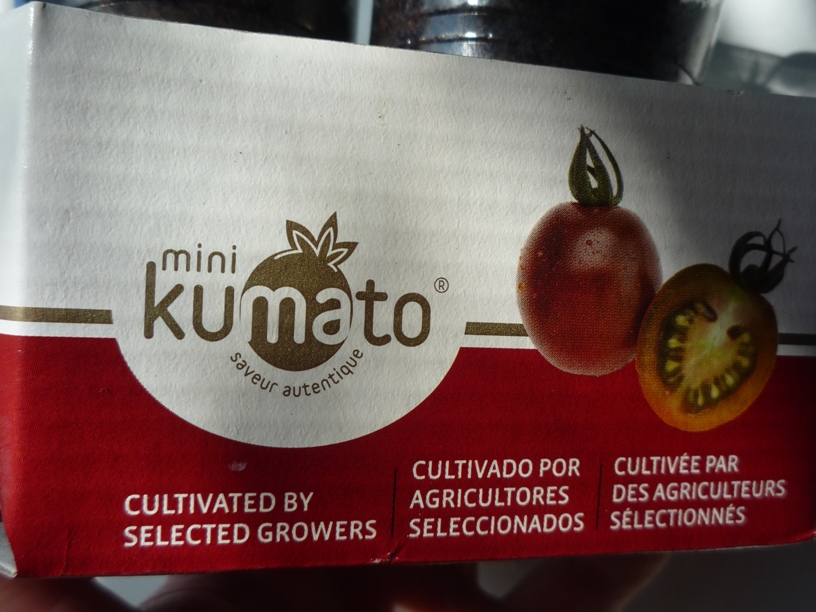 mini
kumato®
saveur autentique
CULTIVATED BY
SELECTED GROWERS
CULTIVADO POR
AGRICULTORES
SELECCIONADOS
CULTIVÉE PAR
DES AGRICULTEURS
SÉLECTIONNÉS